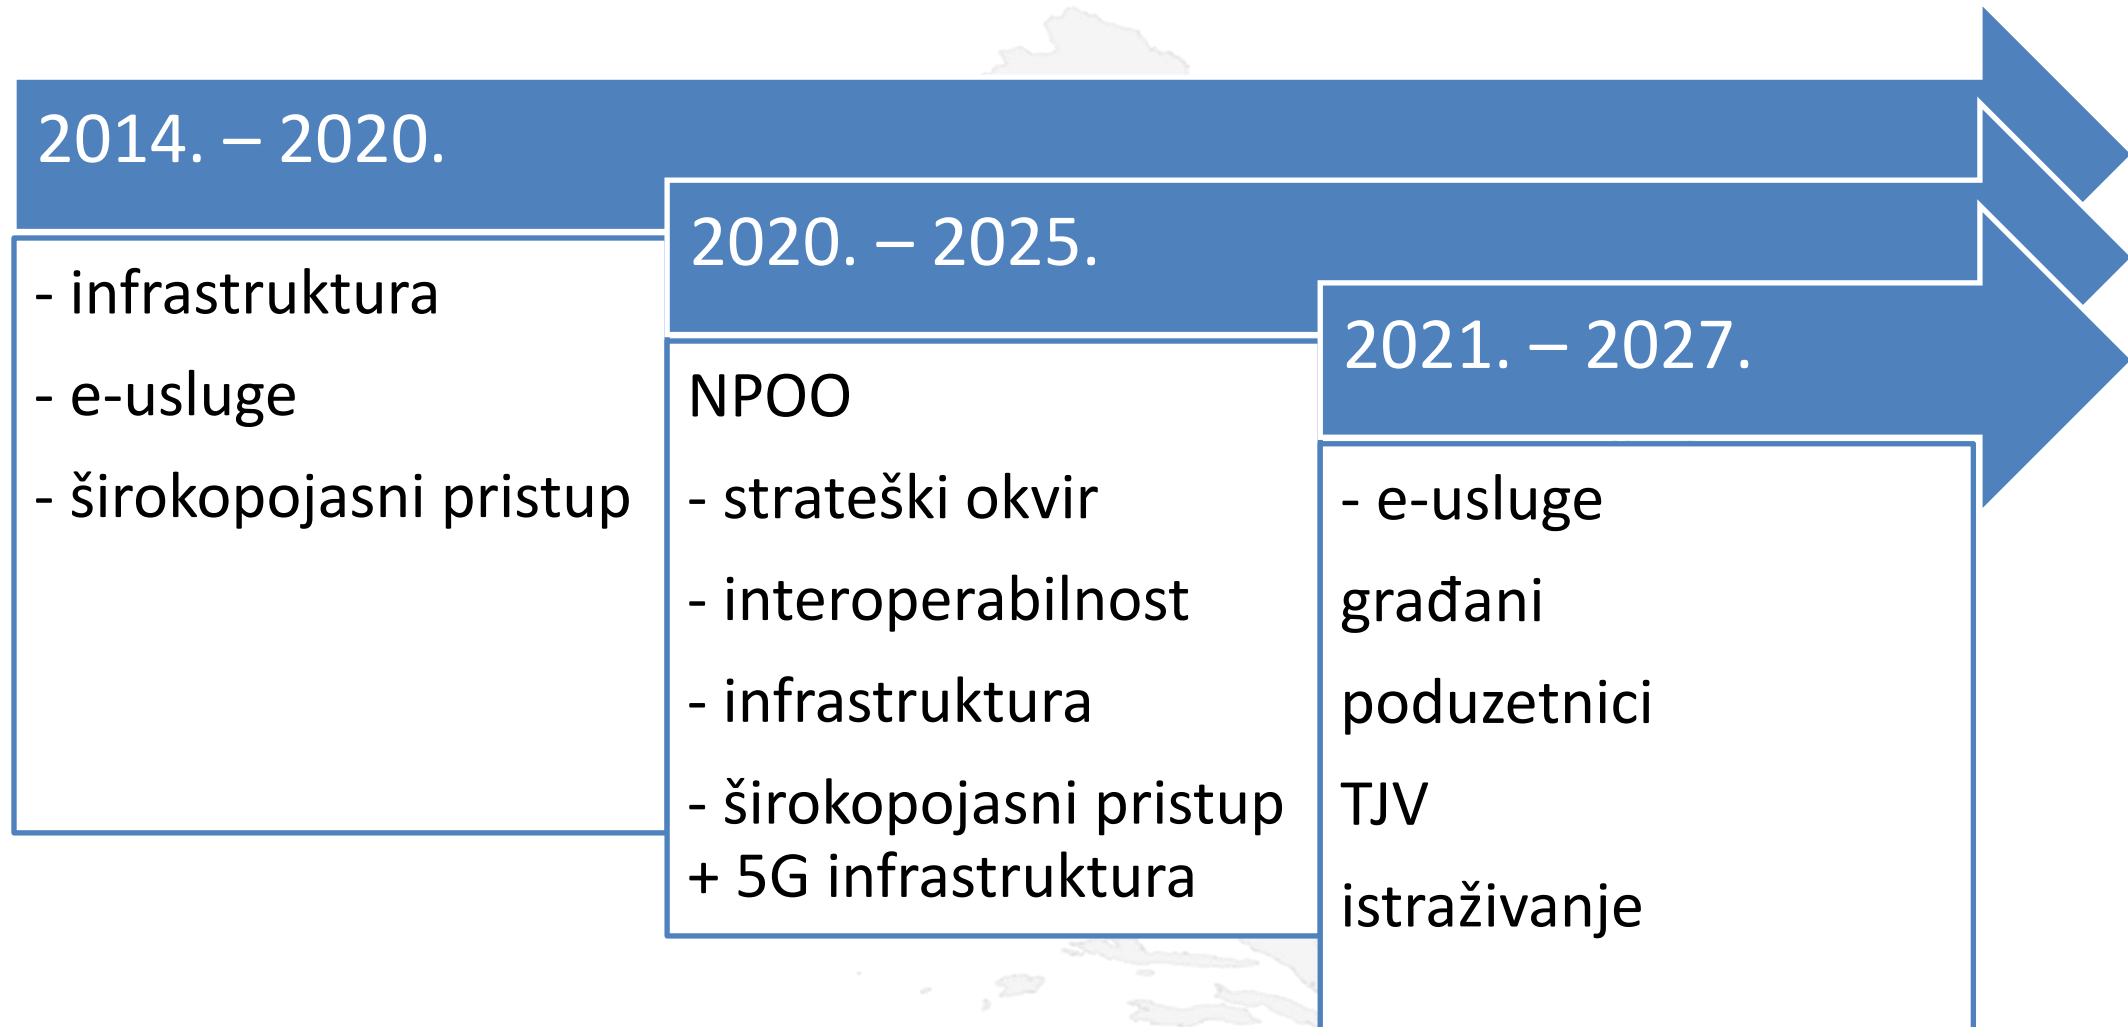 2014. – 2020.
- infrastruktura
- e-usluge
- širokopojasni pristup
2020. – 2025.
NPOO
- strateški okvir
- interoperabilnost
- infrastruktura
- širokopojasni pristup
+ 5G infrastruktura
2021. – 2027.
- e-usluge
građani
poduzetnici
TJV
istraživanje